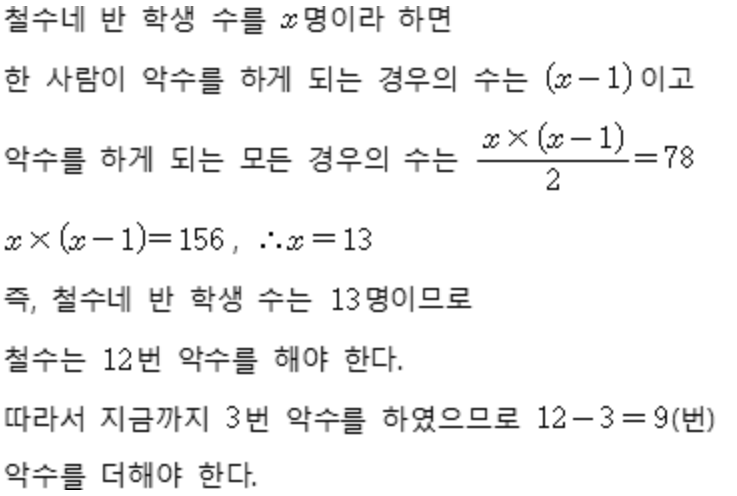 철수네 반 학생 수를 x명이라 하면
한 사람이 악수를 하게 되는 경우의 수는 (x-1)이고
악수를 하게 되는 모든 경우의 수는 x×(x-1)/2=78
x×(x-1)=156, ∴x=13
즉, 철수네 반 학생 수는 13명이므로
철수는 12번 악수를 해야 한다.
따라서 지금까지 3번 악수를 하였으므로 12-3=9(번)
악수를 더해야 한다.